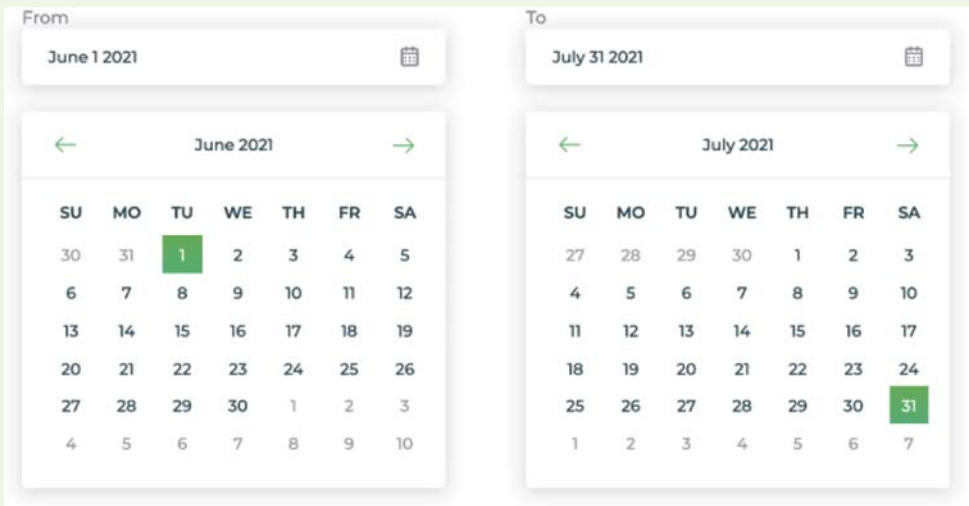 From
June 1 2021
June 2021
SU MO TU WE TH FR SA
30 31 1 2 3 4 5
6 7 8 9 10 11 12
13 14 15 16 17 18 19
20 21 22 23 24 25 26
27 28 29 30 1 2 3
4 5 6 7 8 9 10
To
July 31 2021
July 2021
SU MO TU WE TH FR SA
27 28 29 30 1 2 3
4 5 6 7 8 9 10
11 12 13 14 15 16 17
18 19 20 21 22 23 24
25 26 27 28 29 30 31
1 2 3 4 5 6 7